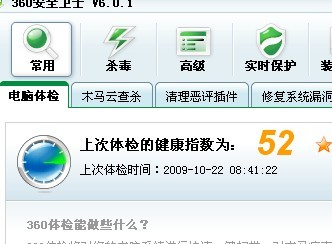 360安全卫士 V6.0.1
常用 杀毒 高级 实时保护
电脑体检 木马云查杀 清理恶评插件 修复系统漏洞
上次体检的健康指数为: 52
上次体检时间:2009-10-22 08:41:22
360体检能做些什么?